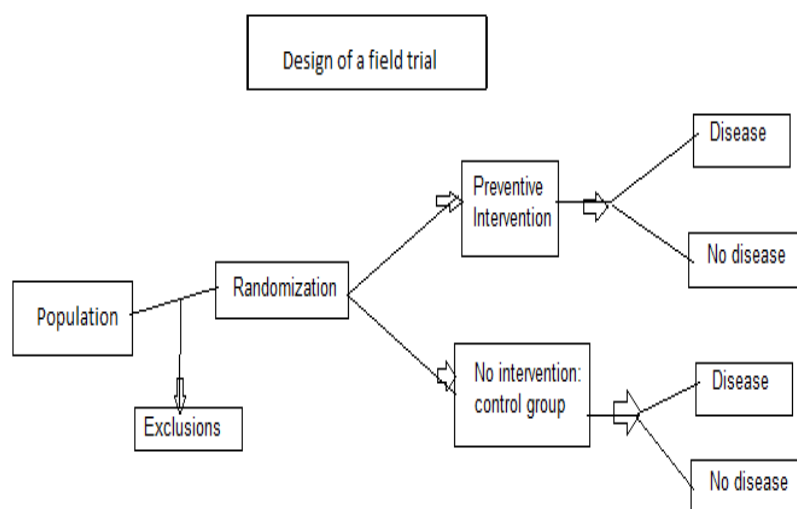 Design of a field trial
Disease
Preventive
Intervention
No disease
Randomization
Population
No intervention:
control group
Disease
Exclusions
No disease